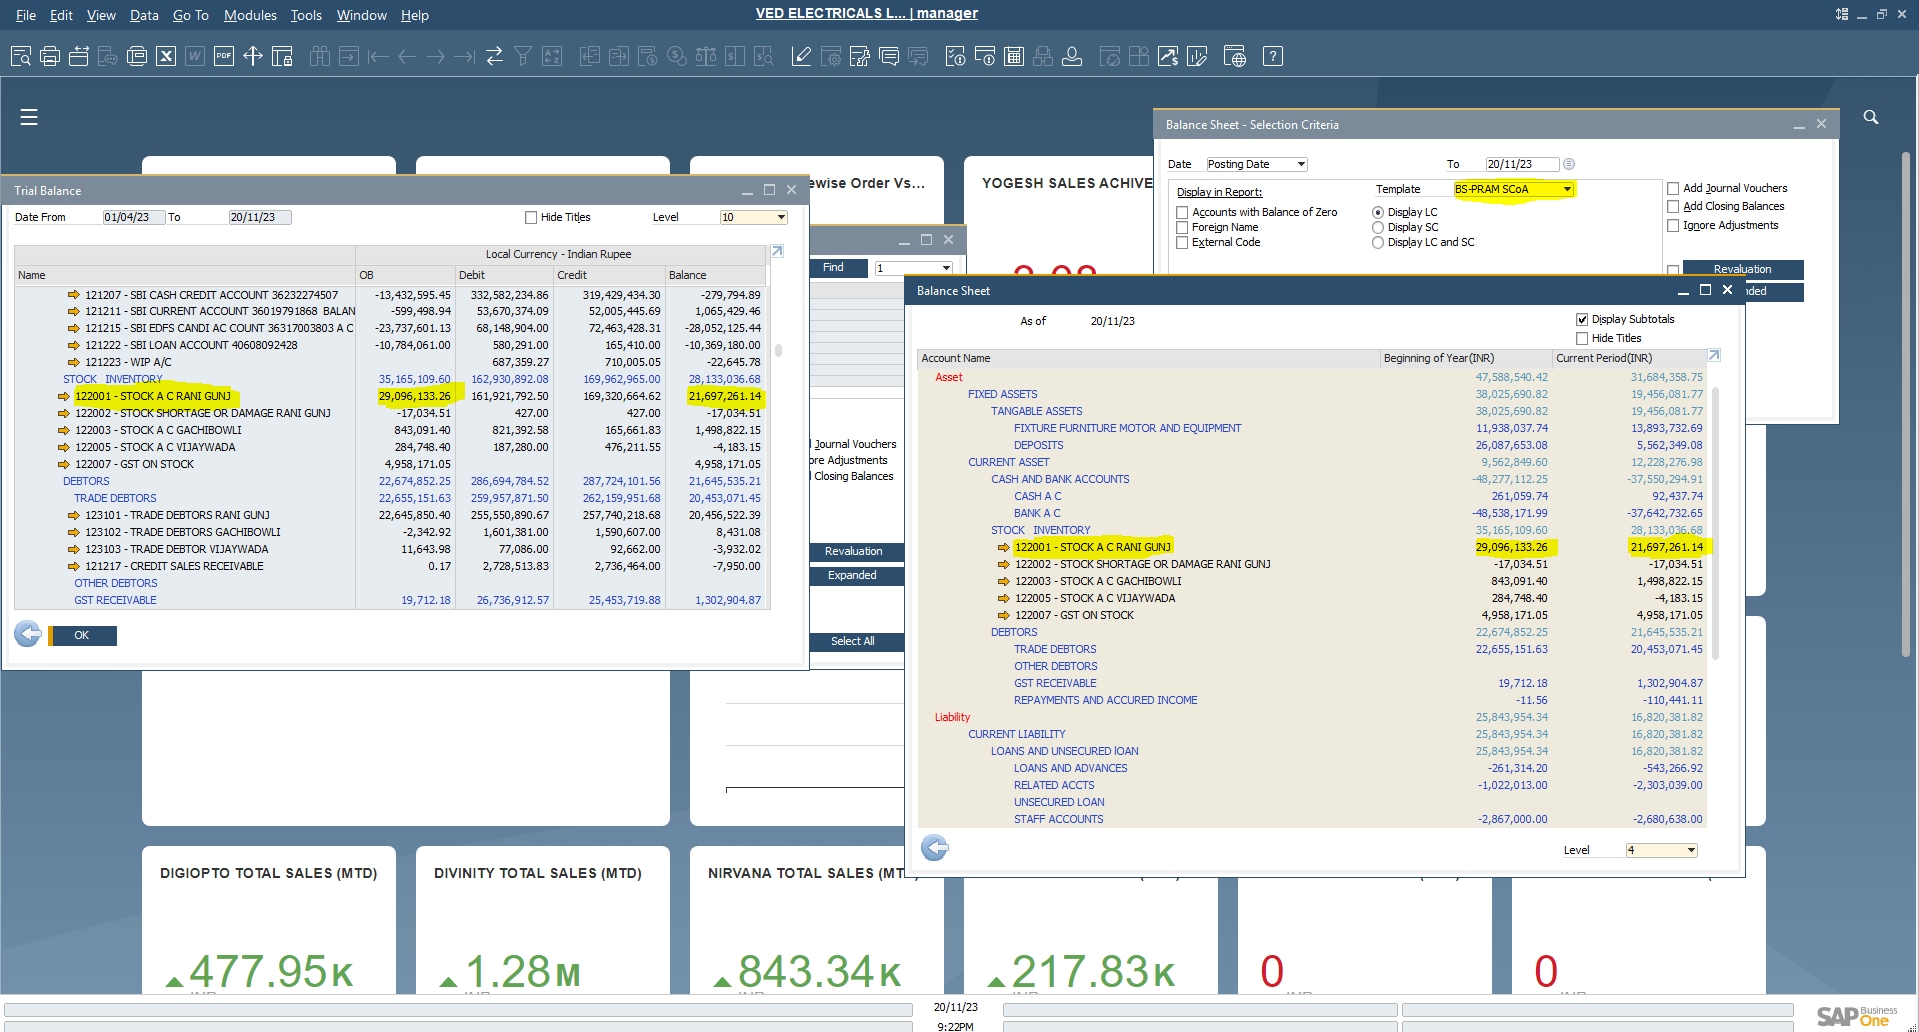 File Edit View Data Go To Modules Tools Window Help
VED ELECTRICALS L... | manager
Balance Sheet - Selection Criteria
Date Posting Date To 20/11/23
Display in Report:
Template BS-PRAM SCoA
Add Journal Vouchers
Accounts with Balance of Zero
Display LC
Add Closing Balances
Foreign Name
Display SC
Ignore Adjustments
External Code
Display LC and SC
Revaluation
ewise Order Vs...
YOGESH SALES ACHIVE
Trial Balance
Date From 01/04/23 To 20/11/23 Hide Titles Level 10
Local Currency - Indian Rupee
Name OB Debit Credit Balance
121207 - SBI CASH CREDIT ACCOUNT 36232274507 -13,432,595.45 332,582,234.86 319,429,434.30 -279,794.89
121211 - SBI CURRENT ACCOUNT 36019791868 BALAN -599,498.94 53,670,374.09 52,005,445.69 1,065,429.46
121215 - SBI EDFS CANDI AC COUNT 36317003803 A C -23,737,601.13 68,148,904.00 72,463,428.31 -28,052,125.44
121222 - SBI LOAN ACCOUNT 40608092428 -10,784,061.00 580,291.00 165,410.00 -10,369,180.00
121223 - WIP A/C 687,359.27 710,005.05 -22,645.78
STOCK INVENTORY 35,165,109.60 162,930,892.08 169,962,965.00 28,133,036.68
122001 - STOCK A C RANI GUNJ 29,096,133.26 161,921,792.50 169,320,664.62 21,697,261.14
122002 - STOCK SHORTAGE OR DAMAGE RANI GUNJ -17,034.51 427.00 427.00 -17,034.51
122003 - STOCK A C GACHIBOWLI 843,091.40 821,392.58 165,661.83 1,498,822.15
122005 - STOCK A C VIJAYWADA 284,748.40 187,280.00 476,211.55 -4,183.15
122007 - GST ON STOCK 4,958,171.05 4,958,171.05
DEBTORS 22,674,852.25 286,694,784.52 287,724,101.56 21,645,535.21
TRADE DEBTORS 22,655,151.63 259,957,871.50 262,159,951.68 20,453,071.45
123101 - TRADE DEBTORS RANI GUNJ 22,645,850.40 255,550,890.67 257,740,218.68 20,456,522.39
123102 - TRADE DEBTORS GACHIBOWLI -2,342.92 1,601,381.00 1,590,607.00 8,431.08
123103 - TRADE DEBTOR VIJAYWADA 11,643.98 77,086.00 92,662.00 -3,932.02
121217 - CREDIT SALES RECEIVABLE 0.17 2,728,513.83 2,736,464.00 -7,950.00
OTHER DEBTORS
GST RECEIVABLE 19,712.18 26,736,912.57 25,453,719.88 1,302,904.87
OK
Find 1
Journal Vouchers
ore Adjustments
Closing Balances
Revaluation
Expanded
Select All
nded
Balance Sheet
As of 20/11/23
Display Subtotals
Hide Titles
Account Name Beginning of Year(INR) Current Period(INR)
Asset 47,588,540.42 31,684,358.75
FIXED ASSETS 38,025,690.82 19,456,081.77
TANGABLE ASSETS 38,025,690.82 19,456,081.77
FIXTURE FURNITURE MOTOR AND EQUIPMENT 11,938,037.74 13,893,732.69
DEPOSITS 26,087,653.08 5,562,349.08
CURRENT ASSET 9,562,849.60 12,228,276.98
CASH AND BANK ACCOUNTS -48,277,112.25 -37,550,294.91
CASH A C 261,059.74 92,437.74
BANK A C -48,538,171.99 -37,642,732.65
STOCK INVENTORY 35,165,109.60 28,133,036.68
122001 - STOCK A C RANI GUNJ 29,096,133.26 21,697,261.14
122002 - STOCK SHORTAGE OR DAMAGE RANI GUNJ -17,034.51 -17,034.51
122003 - STOCK A C GACHIBOWLI 843,091.40 1,498,822.15
122005 - STOCK A C VIJAYWADA 284,748.40 -4,183.15
122007 - GST ON STOCK 4,958,171.05 4,958,171.05
DEBTORS 22,674,852.25 21,645,535.21
TRADE DEBTORS 22,655,151.63 20,453,071.45
OTHER DEBTORS
GST RECEIVABLE 19,712.18 1,302,904.87
REPAYMENTS AND ACCURED INCOME -11.56 -110,441.11
Liability 25,843,954.34 16,820,381.82
CURRENT LIABILITY 25,843,954.34 16,820,381.82
LOANS AND UNSECURED lOAN 25,843,954.34 16,820,381.82
LOANS AND ADVANCES -261,314.20 -543,266.92
RELATED ACCTS -1,022,013.00 -2,303,039.00
UNSECURED LOAN
STAFF ACCOUNTS -2,867,000.00 -2,680,638.00
Level 4
DIGIOPTO TOTAL SALES (MTD)
DIVINITY TOTAL SALES (MTD)
NIRVANA TOTAL SALES (MT
477.95K
1.28M
843.34K
217.83K
0
0
20/11/23
9:22PM
SAP Business One